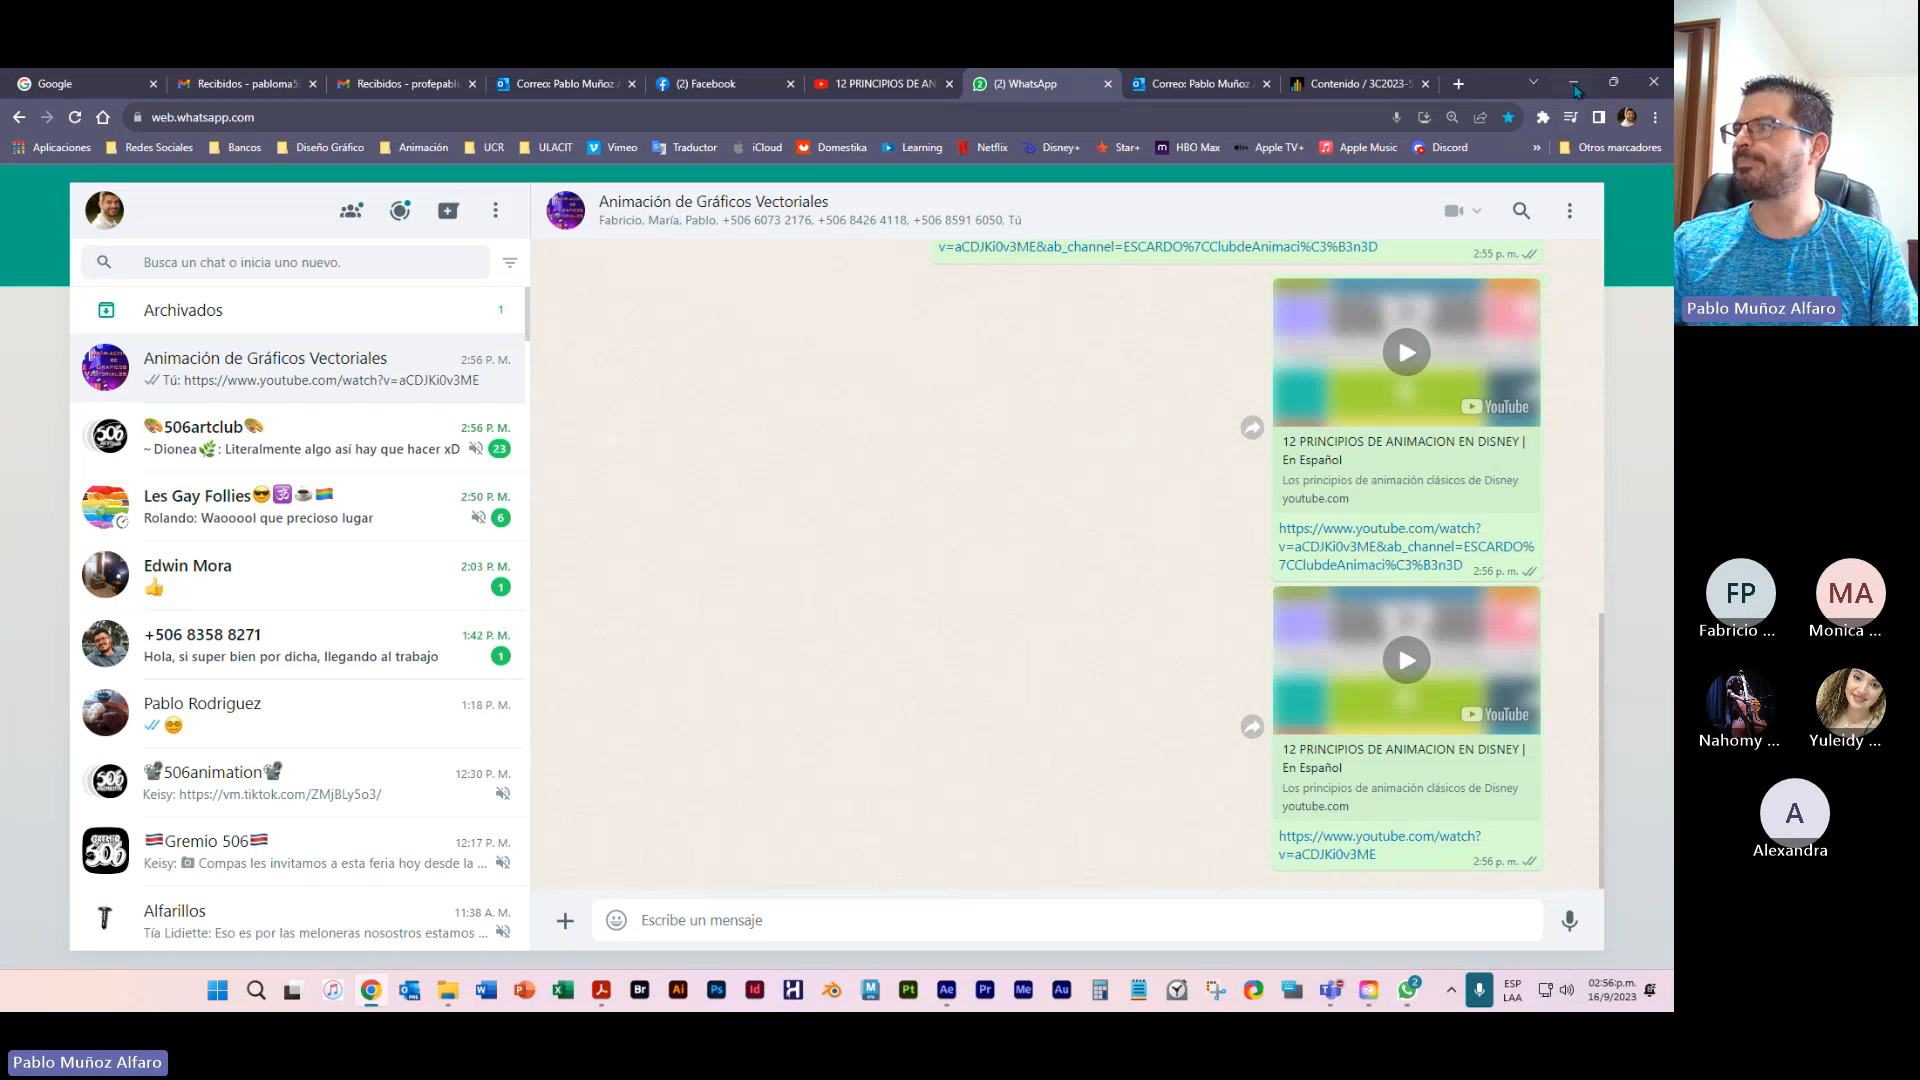 Google
Recibidos - pabloma5
Recibidos - profepabl
Correo: Pablo Muñoz
(2) Facebook
12 PRINCIPIOS DE AN
(2) WhatsApp
Correo: Pablo Muñoz
Contenido / 3C2023-
web.whatsapp.com
Aplicaciones
Redes Sociales
Bancos
Diseño Gráfico
Animación
UCR
ULACIT
Vimeo
Traductor
iCloud
Domestika
Learning
Netflix
Disney+
Star+
HBO Max
Apple TV+
Apple Music
Discord
»
Otros marcadores
Busca un chat o inicia uno nuevo.
Archivados
1
Animación de Gráficos Vectoriales
2:56 P. M.
Tú: https://www.youtube.com/watch?v=aCDJKi0v3ME
506artclub
2:56 P. M.
~ Dionea🌿: Literalmente algo así hay que hacer xD
23
Les Gay Follies😎🕉☕🏳️‍🌈
2:50 P. M.
Rolando: Waooool que precioso lugar
6
Edwin Mora
2:03 P. M.
👍
1
+506 8358 8271
1:42 P. M.
Hola, si super bien por dicha, llegando al trabajo
1
Pablo Rodriguez
1:18 P. M.
506animation
12:30 P. M.
Keisy: https://vm.tiktok.com/ZMjBLy5o3/
Gremio 506
12:17 P. M.
Keisy: Compas les invitamos a esta feria hoy desde la ...
Alfarillos
11:38 A. M.
Tía Lidiette: Eso es por las meloneras nosostros estamos ...
Animación de Gráficos Vectoriales
Fabricio, María, Pablo, +506 6073 2176, +506 8426 4118, +506 8591 6050, Tú
v=aCDJKi0v3ME&ab_channel=ESCARDO%7CClubdeAnimaci%C3%B3n3D
2:55 p. m.
YouTube
12 PRINCIPIOS DE ANIMACION EN DISNEY |
En Español
Los principios de animación clásicos de Disney
youtube.com
https://www.youtube.com/watch?
v=aCDJKi0v3ME&ab_channel=ESCARDO%
7CClubdeAnimaci%C3%B3n3D
2:56 p. m.
YouTube
12 PRINCIPIOS DE ANIMACION EN DISNEY |
En Español
Los principios de animación clásicos de Disney
youtube.com
https://www.youtube.com/watch?
v=aCDJKi0v3ME
2:56 p. m.
Escribe un mensaje
ESP
LAA
02:56p.m.
16/9/2023
Pablo Muñoz Alfaro
FP
Fabricio ...
MA
Monica ...
Nahomy ...
Yuleidy ...
A
Alexandra
Pablo Muñoz Alfaro